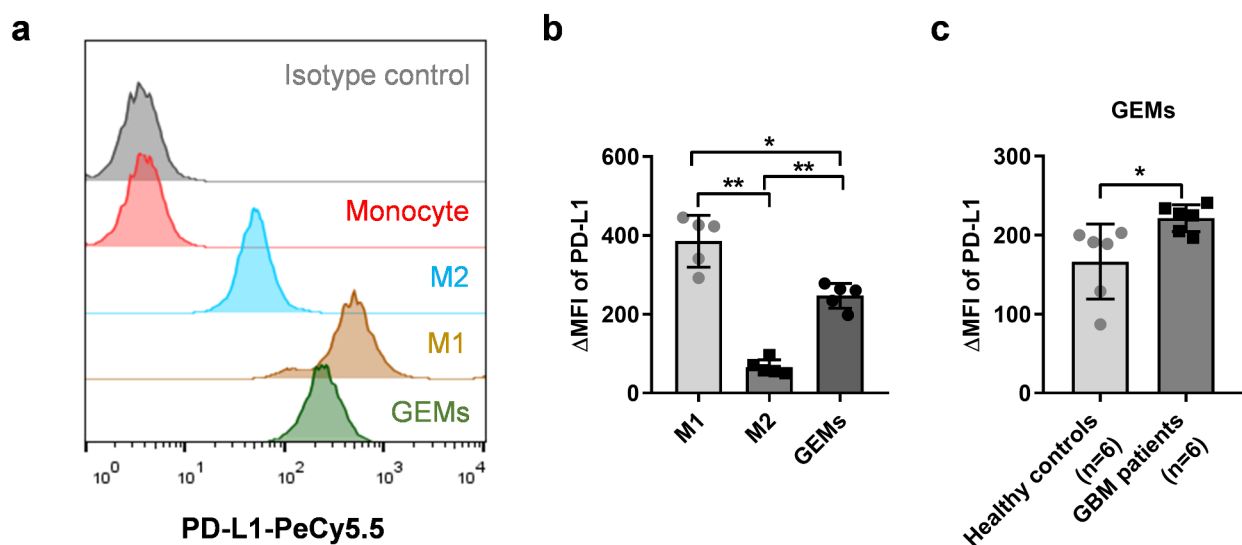 a
Isotype control
Monocyte
M2
M1
GEMs
10^0 10^1 10^2 10^3 10^4
PD-L1-PeCy5.5
b
ΔMFI of PD-L1
600
400
200
0
*
**
**
M1
M2
GEMs
c
GEMs
ΔMFI of PD-L1
300
200
100
0
*
Healthy controls
(n=6)
GBM patients
(n=6)